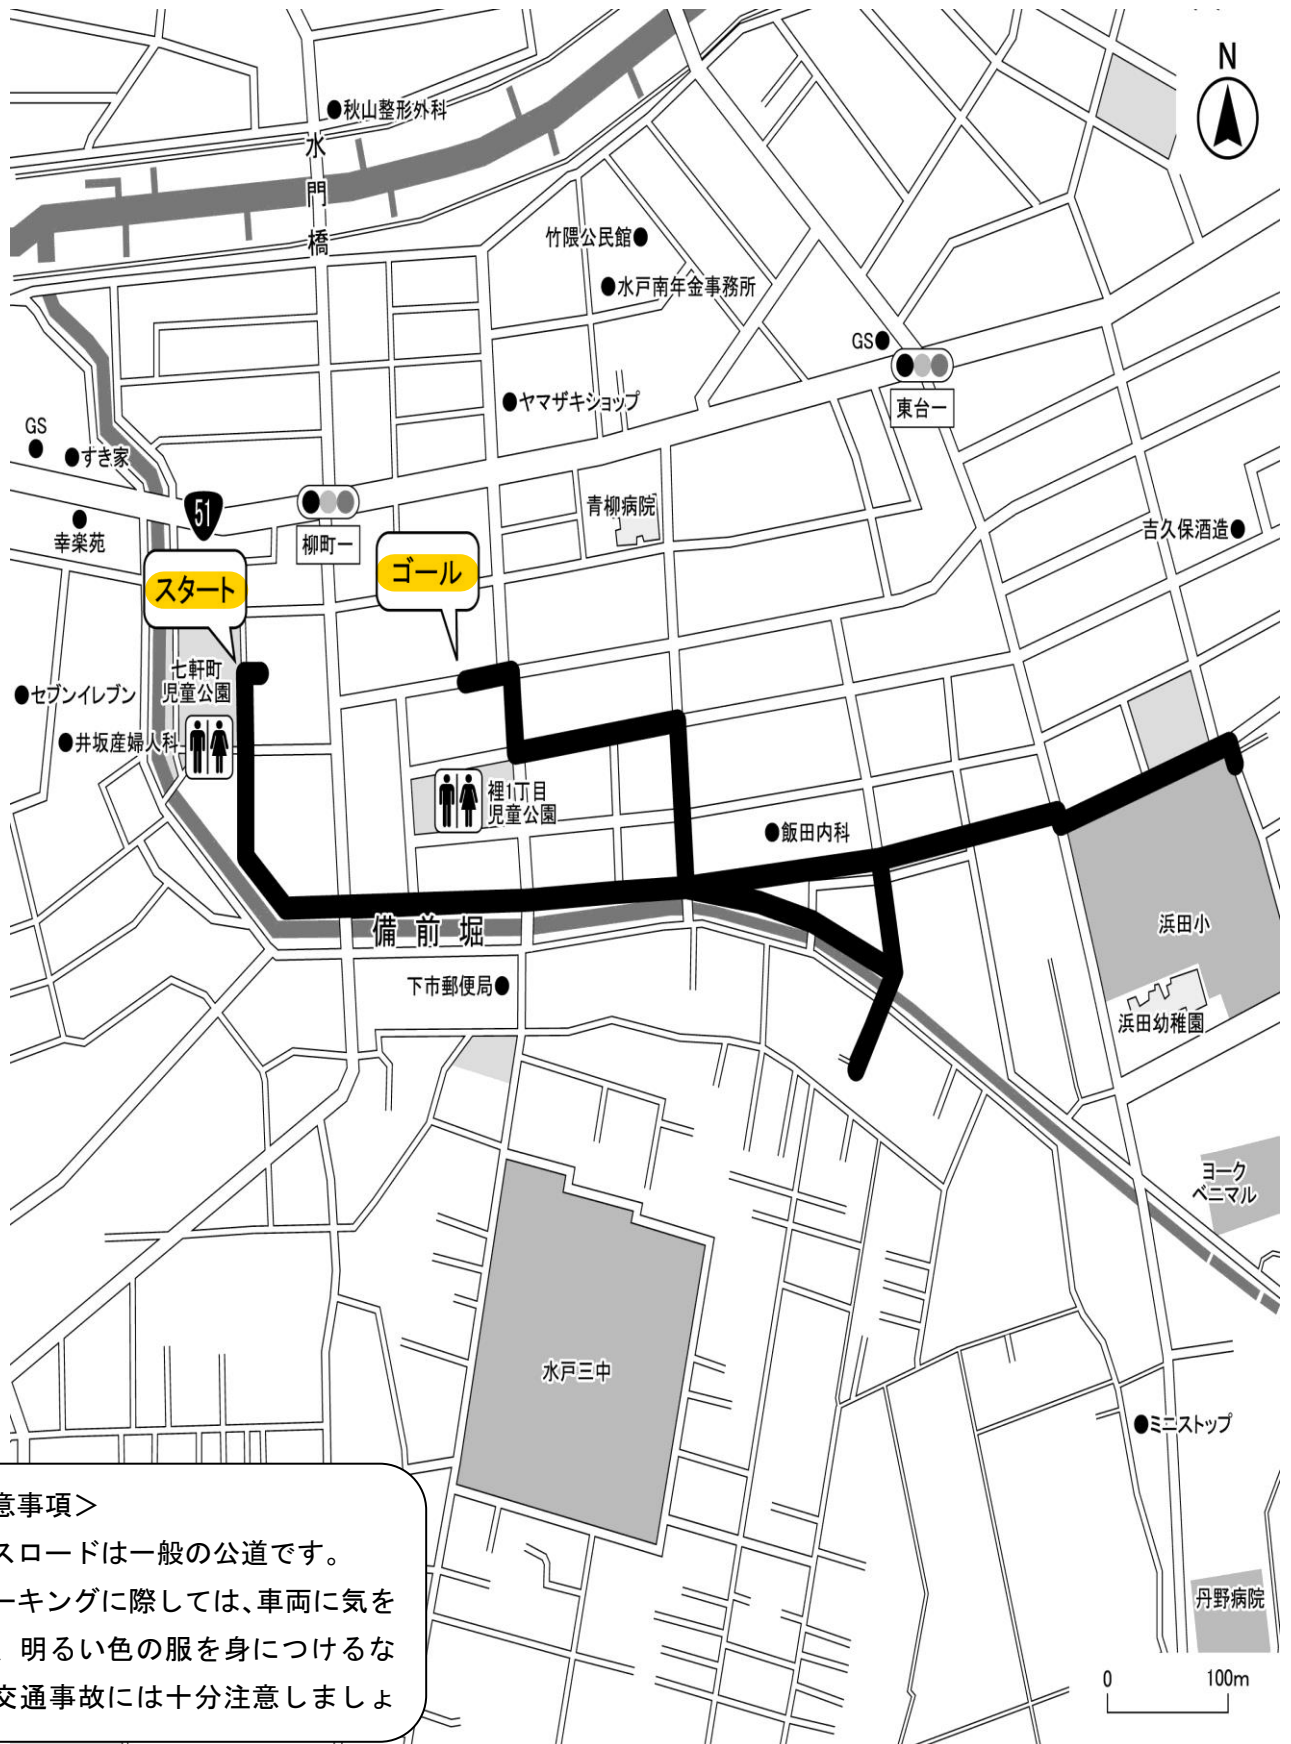 N
●秋山整形外科
水門橋
竹隈公民館●
●水戸南年金事務所
GS●
東台一
●ヤマザキショップ
GS
●
●すき家
51
青柳病院
●
幸楽苑
柳町一
吉久保酒造●
スタート
ゴール
七軒町
児童公園
●セブンイレブン
●井坂産婦人科
裡1丁目
児童公園
●飯田内科
備前堀
浜田小
下市郵便局●
浜田幼稚園
ヨーク
ベニマル
水戸三中
●ミニストップ
丹野病院
0 100m
意事項＞
スロードは一般の公道です。
ーキングに際しては、車両に気を
、明るい色の服を身につけるな
交通事故には十分注意しましょ